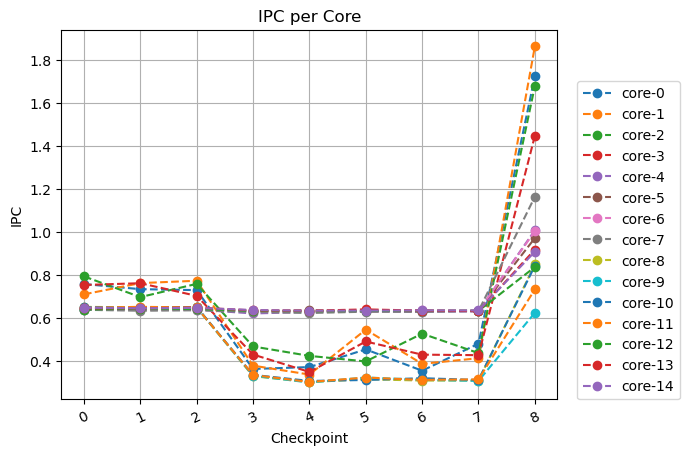 IPC per Core
IPC
1.8
1.6
1.4
1.2
1.0
0.8
0.6
0.4
0
1
2
3
4
5
6
7
8
Checkpoint
core-0
core-1
core-2
core-3
core-4
core-5
core-6
core-7
core-8
core-9
core-10
core-11
core-12
core-13
core-14